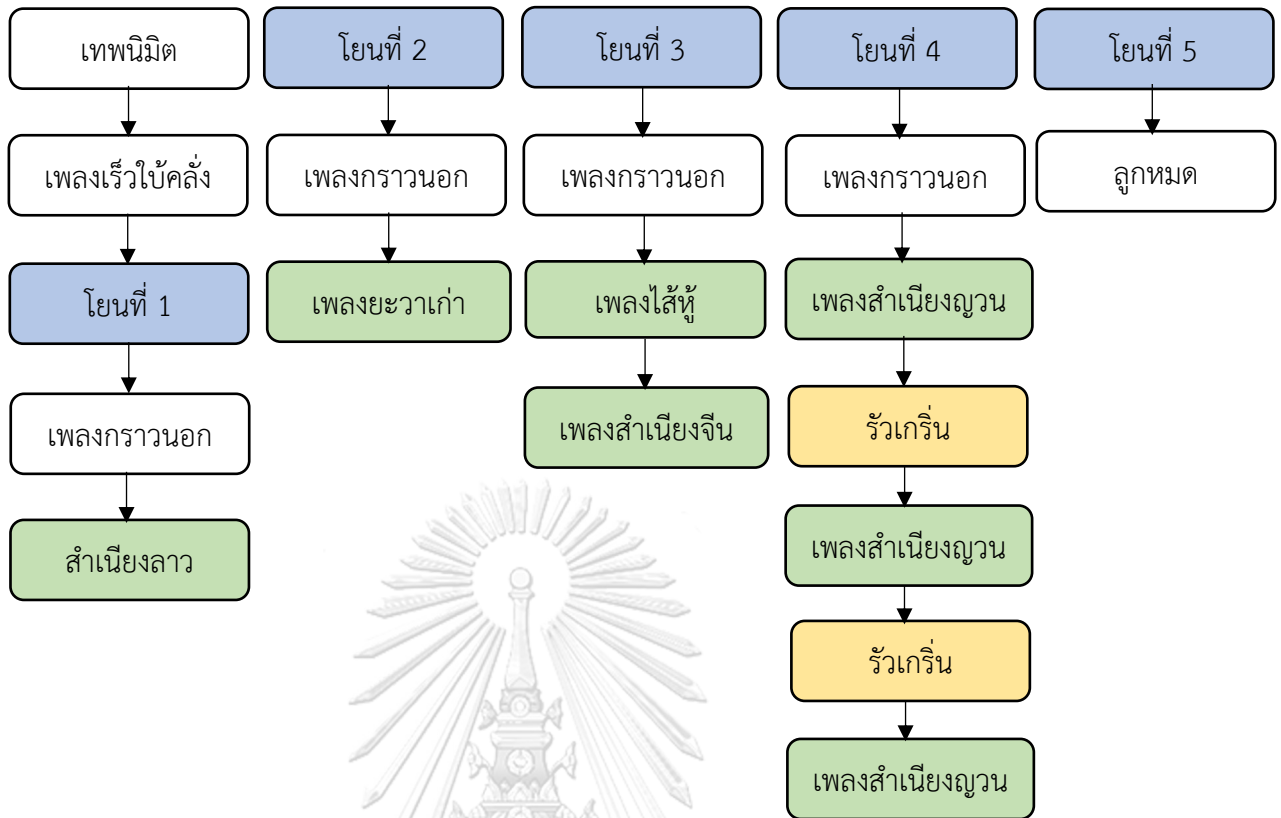 เทพนิมิต
เพลงเร็วใบ้คลั่ง
โยนที่ 1
เพลงกราวนอก
สำเนียงลาว
โยนที่ 2
เพลงกราวนอก
เพลงยะวาเก่า
โยนที่ 3
เพลงกราวนอก
เพลงไส้หู้
เพลงสำเนียงจีน
โยนที่ 4
เพลงกราวนอก
เพลงสำเนียงญวน
รัวเกริ่น
เพลงสำเนียงญวน
รัวเกริ่น
เพลงสำเนียงญวน
โยนที่ 5
ลูกหมด